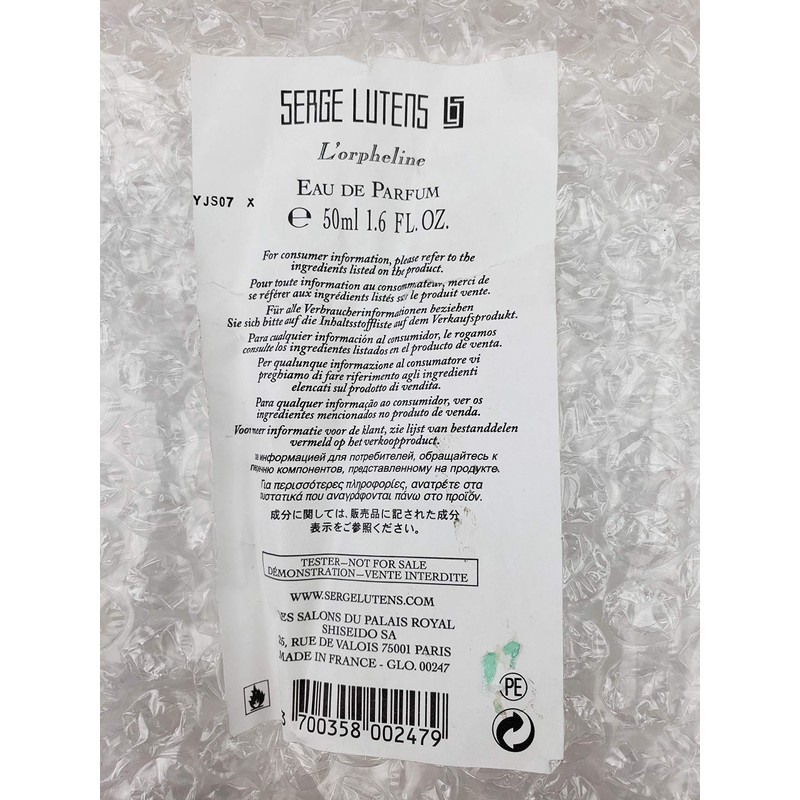 SERGE LUTENS
L'orpheline
EAU DE PARFUM
YJS07 X
℮ 50ml 1.6 FL. OZ.
For consumer information, please refer to the
ingredients listed on the product.
Pour toute information au consommateur, merci de
se référer aux ingrédients listés sur le produit vente.
Für alle Verbraucherinformationen beziehen
Sie sich bitte auf die Inhaltsstoffliste auf dem Verkaufsprodukt.
Para cualquier información al consumidor, le rogamos
consulte los ingredientes listados en el producto de venta.
Per qualunque informazione al consumatore vi
preghiamo di fare riferimento agli ingredienti
elencati sul prodotto di vendita.
Para qualquer informação ao consumidor, ver os
ingredientes mencionados no produto de venda.
Voor meer informatie voor de klant, zie lijst van bestanddelen
vermeld op het verkoopproduct.
информацией для потребителей, обращайтесь к
компонентов, представленному на продукте.
Για περισσότερες πληροφορίες, ανατρέξτε στα
συστατικά που αναγράφονται πάνω στο προϊόν.
成分に関しては、販売品に記された成分
表示をご参照ください。
TESTER–NOT FOR SALE
DÉMONSTRATION–VENTE INTERDITE
WWW.SERGELUTENS.COM
LES SALONS DU PALAIS ROYAL
SHISEIDO SA
25, RUE DE VALOIS 75001 PARIS
MADE IN FRANCE - GLO. 00247
PE
3 700358 002479